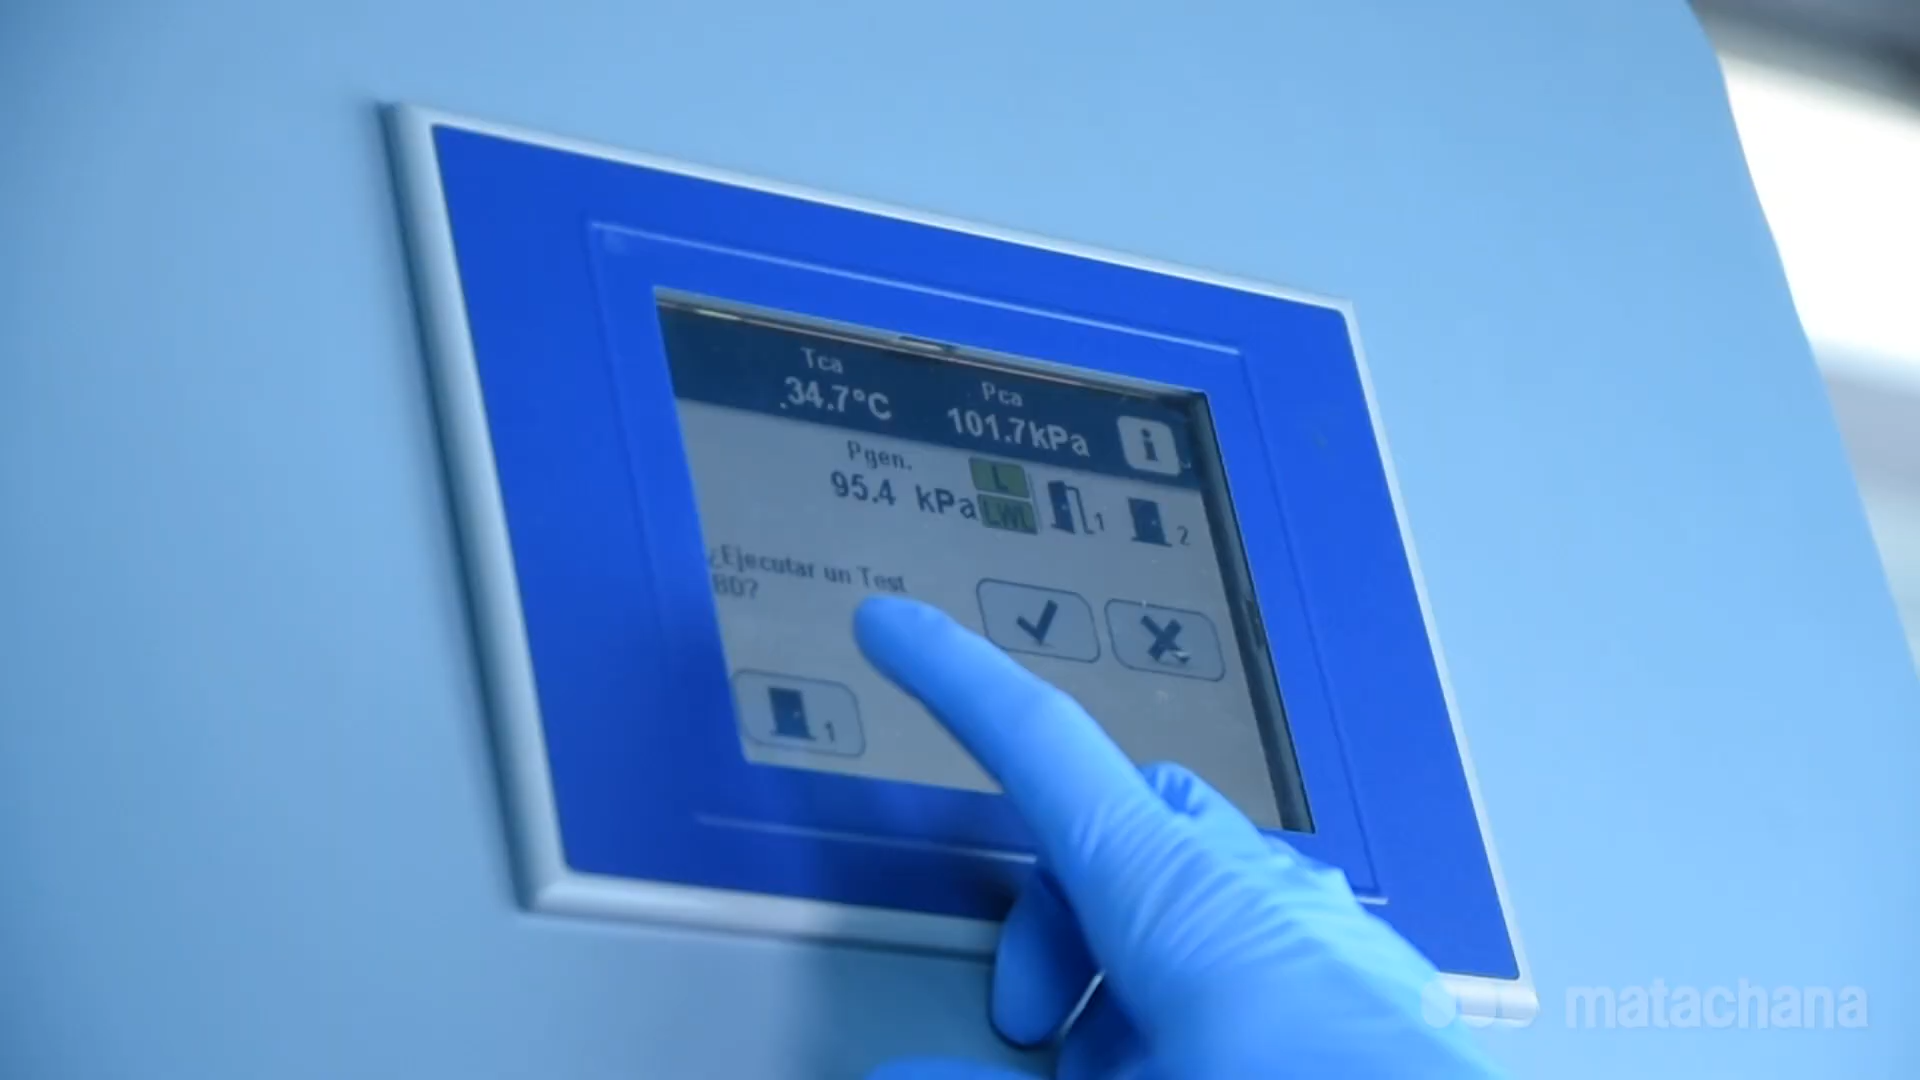 Tca
34.7°C
Pca
101.7kPa
i
Pgen.
95.4 kPa
L
LWL
1
2
¿Ejecutar un Test
BD?
1
matachana